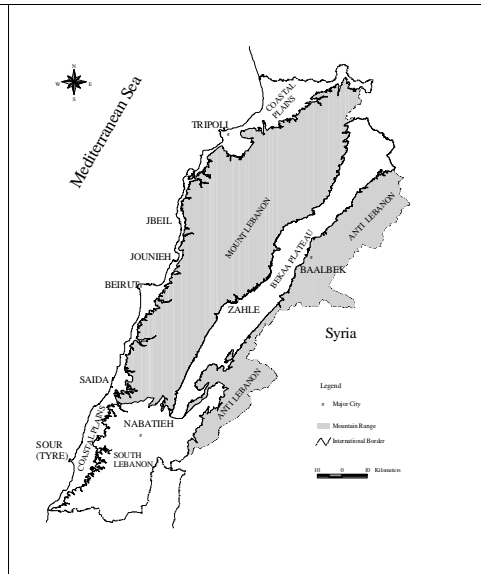 N
W
E
S
Mediterranean Sea
COASTAL
PLAINS
TRIPOLI
JBEIL
MOUNT LEBANON
ANTI LEBANON
JOUNIEH
BEKAA PLATEAU
BAALBEK
BEIRUT
ZAHLE
Syria
SAIDA
ANTI LEBANON
Legend
Major City
Mountain Range
International Border
COASTAL PLAINS
NABATIEH
SOUR
(TYRE)
SOUTH
LEBANON
10 0 10 Kilometers